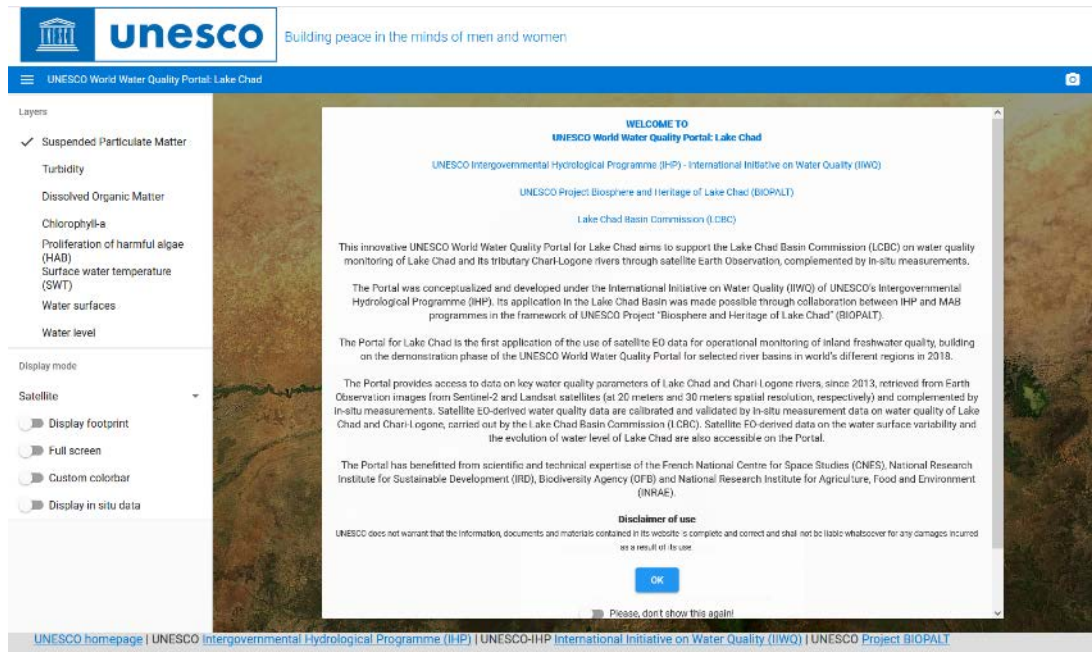 unesco
Building peace in the minds of men and women
UNESCO World Water Quality Portal: Lake Chad
Layers
Suspended Particulate Matter
Turbidity
Dissolved Organic Matter
Chlorophyll-a
Proliferation of harmful algae
(HAB)
Surface water temperature
(SWT)
Water surfaces
Water level
Display mode
Satellite
Display footprint
Full screen
Custom colorbar
Display in situ data
WELCOME TO
UNESCO World Water Quality Portal: Lake Chad
UNESCO Intergovernmental Hydrological Programme (IHP) - International Initiative on Water Quality (IIWQ)
UNESCO Project Biosphere and Heritage of Lake Chad (BIOPALT)
Lake Chad Basin Commission (LCBC)
This innovative UNESCO World Water Quality Portal for Lake Chad aims to support the Lake Chad Basin Commission (LCBC) on water quality
monitoring of Lake Chad and its tributary Chari-Logone rivers through satellite Earth Observation, complemented by in-situ measurements.
The Portal was conceptualized and developed under the International Initiative on Water Quality (IIWQ) of UNESCO's Intergovernmental
Hydrological Programme (IHP). Its application in the Lake Chad Basin was made possible through collaboration between IHP and MAB
programmes in the framework of UNESCO Project "Biosphere and Heritage of Lake Chad" (BIOPALT).
The Portal for Lake Chad is the first application of the use of satellite EO data for operational monitoring of inland freshwater quality, building
on the demonstration phase of the UNESCO World Water Quality Portal for selected river basins in world's different regions in 2018.
The Portal provides access to data on key water quality parameters of Lake Chad and Chari-Logone rivers, since 2013, retrieved from Earth
Observation images from Sentinel-2 and Landsat satellites (at 20 meters and 30 meters spatial resolution, respectively) and complemented by
in-situ measurements. Satellite EO-derived water quality data are calibrated and validated by in-situ measurement data on water quality of Lake
Chad and Chari-Logone, carried out by the Lake Chad Basin Commission (LCBC). Satellite EO-derived data on the water surface variability and
the evolution of water level of Lake Chad are also accessible on the Portal.
The Portal has benefitted from scientific and technical expertise of the French National Centre for Space Studies (CNES), National Research
Institute for Sustainable Development (IRD), Biodiversity Agency (OFB) and National Research Institute for Agriculture, Food and Environment
(INRAE).
Disclaimer of use
UNESCO does not warrant that the information, documents and materials contained in its website is complete and correct and shall not be liable whatsoever for any damages incurred
as a result of its use.
OK
Please, don't show this again!
UNESCO homepage | UNESCO Intergovernmental Hydrological Programme (IHP) | UNESCO-IHP International Initiative on Water Quality (IIWQ) | UNESCO Project BIOPALT